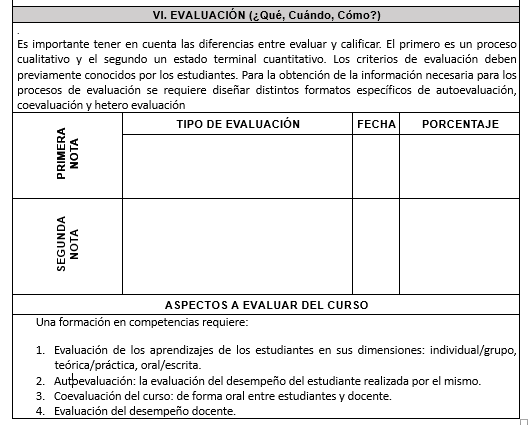 VI. EVALUACIÓN (¿Qué, Cuándo, Cómo?)
.
Es importante tener en cuenta las diferencias entre evaluar y calificar. El primero es un proceso
cualitativo y el segundo un estado terminal cuantitativo. Los criterios de evaluación deben
previamente conocidos por los estudiantes. Para la obtención de la información necesaria para los
procesos de evaluación se requiere diseñar distintos formatos específicos de autoevaluación,
coevaluación y hetero evaluación
TIPO DE EVALUACIÓN FECHA PORCENTAJE
PRIMERA
NOTA
SEGUNDA
NOTA
ASPECTOS A EVALUAR DEL CURSO
Una formación en competencias requiere:
1. Evaluación de los aprendizajes de los estudiantes en sus dimensiones: individual/grupo,
teórica/práctica, oral/escrita.
2. Autoevaluación: la evaluación del desempeño del estudiante realizada por el mismo.
3. Coevaluación del curso: de forma oral entre estudiantes y docente.
4. Evaluación del desempeño docente.